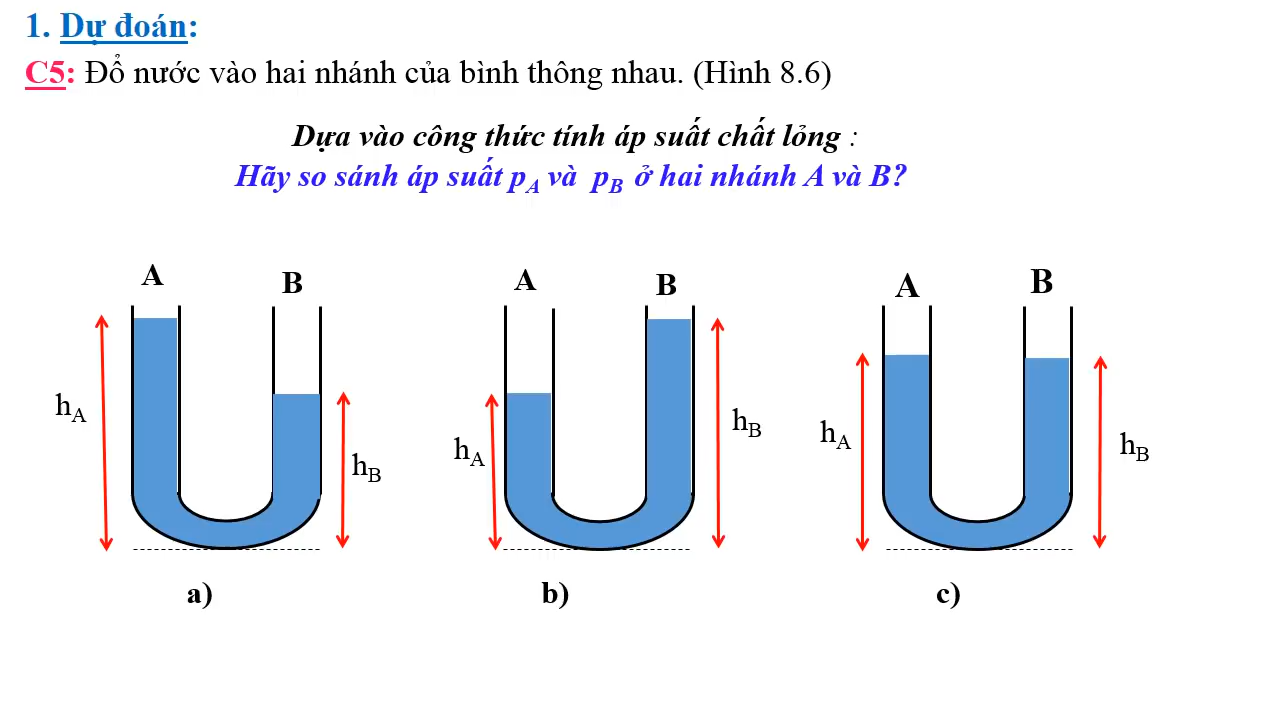 1. Dự đoán:
C5: Đổ nước vào hai nhánh của bình thông nhau. (Hình 8.6)
Dựa vào công thức tính áp suất chất lỏng :
Hãy so sánh áp suất pA và pB ở hai nhánh A và B?
A
B
hA
hB
a)
A
B
hA
hB
b)
A
B
hA
hB
c)